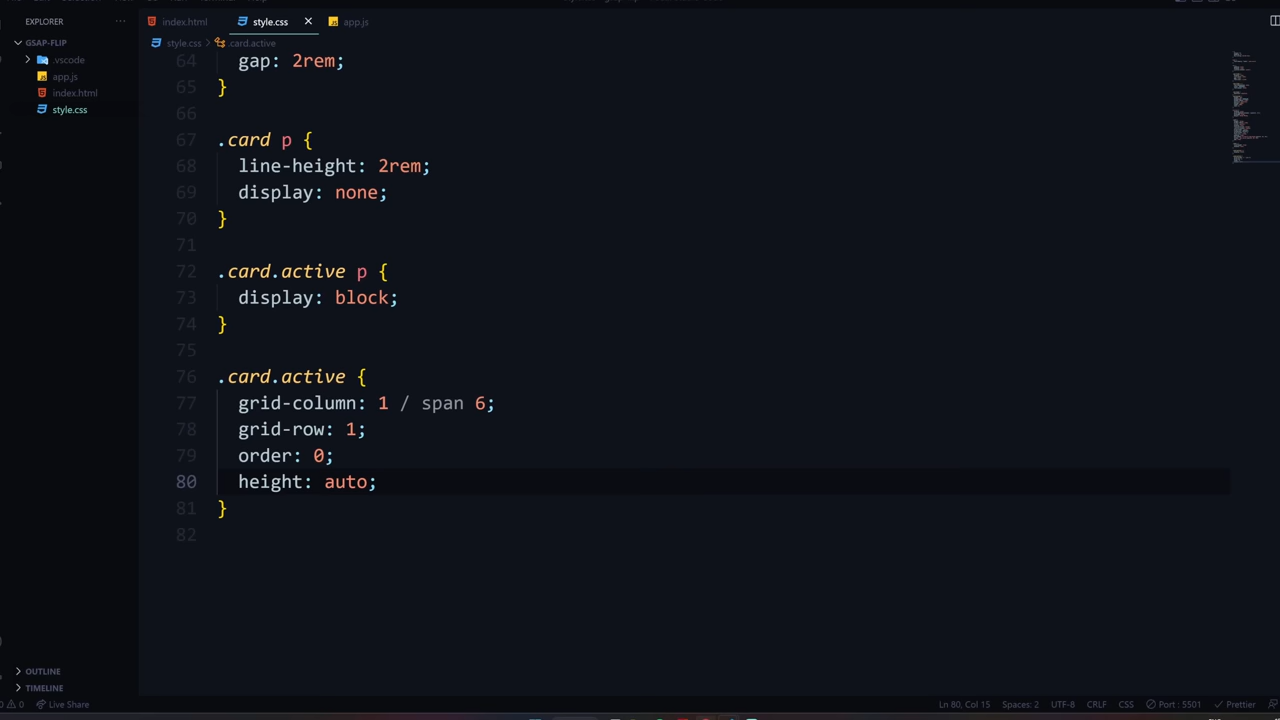 EXPLORER ···
index.html style.css × app.js
GSAP-FLIP
style.css > .card.active
.vscode
app.js
index.html
style.css
64 gap: 2rem;
65 }
66
67 .card p {
68 line-height: 2rem;
69 display: none;
70 }
71
72 .card.active p {
73 display: block;
74 }
75
76 .card.active {
77 grid-column: 1 / span 6;
78 grid-row: 1;
79 order: 0;
80 height: auto;
81 }
82
OUTLINE
TIMELINE
0 Live Share Ln 80, Col 15 Spaces: 2 UTF-8 CRLF CSS Port : 5501 Prettier